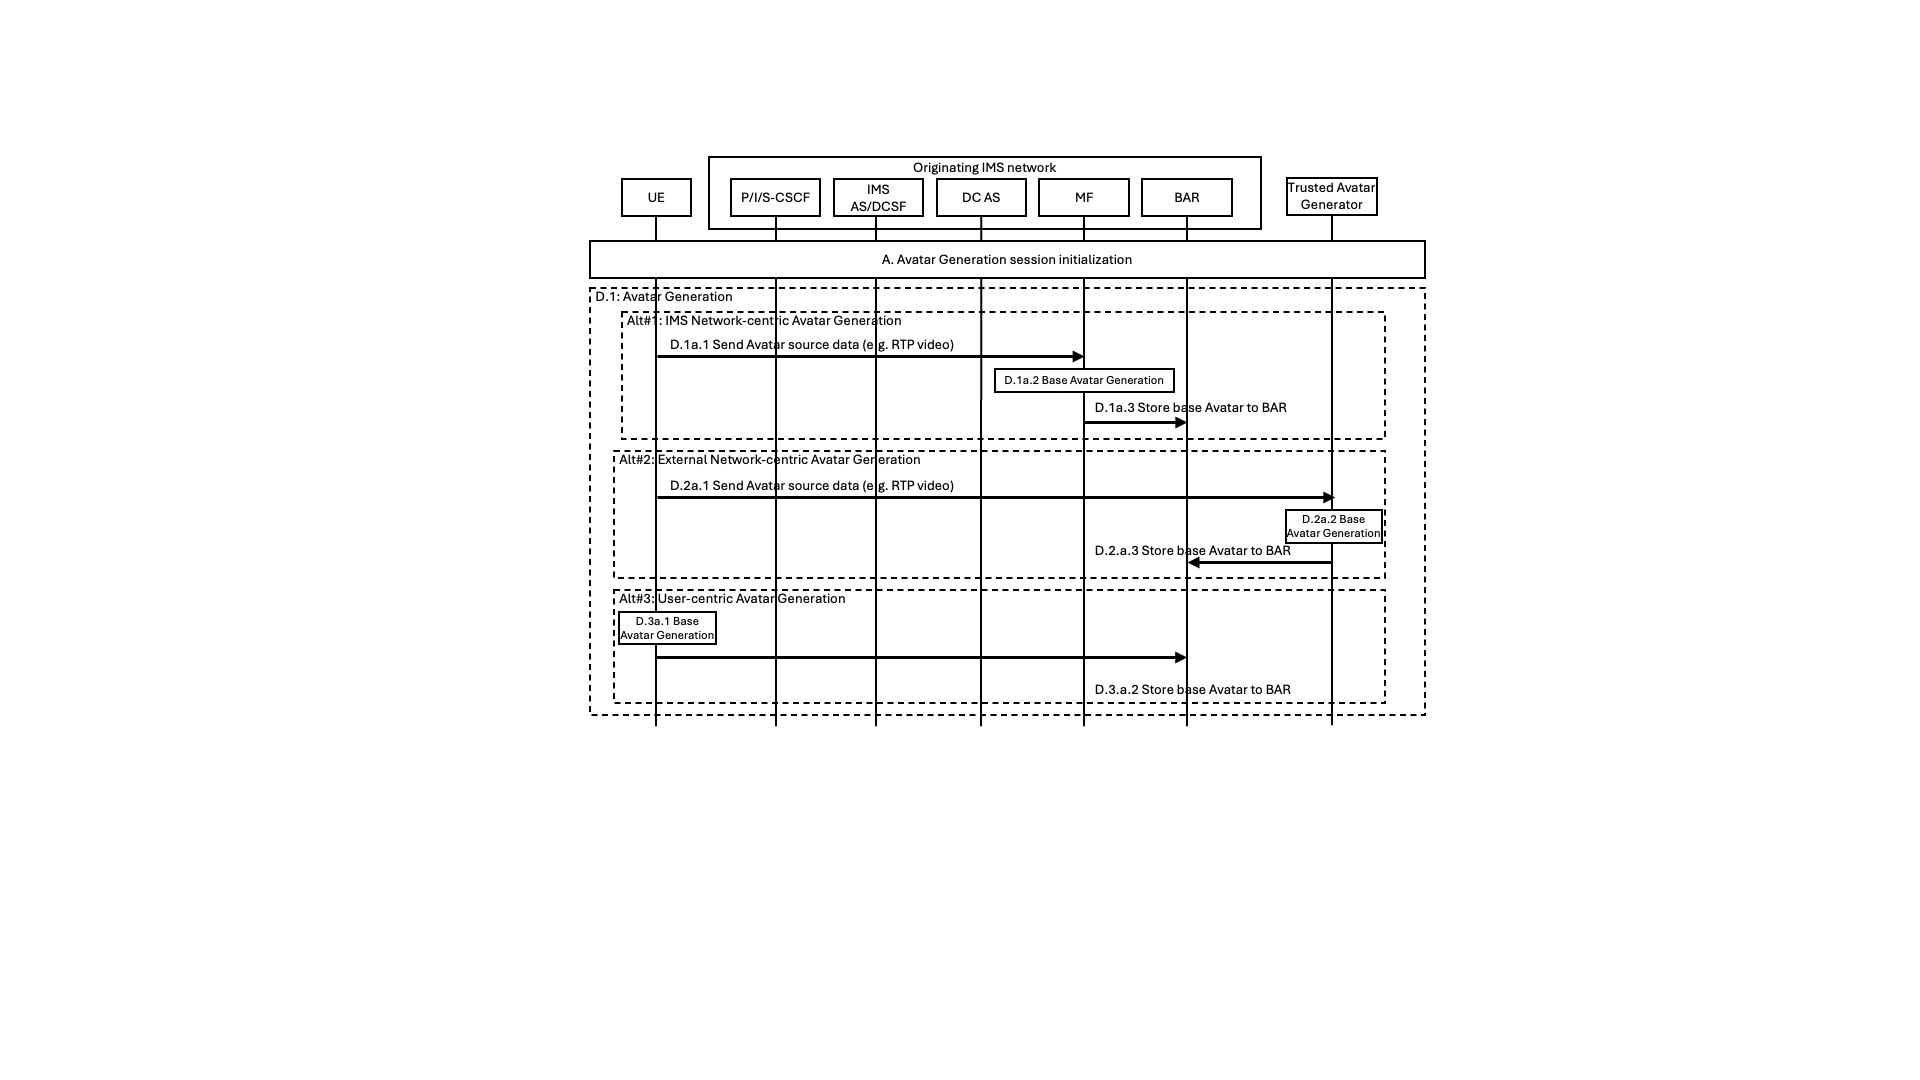 Originating IMS network
UE
P/I/S-CSCF
IMS
AS/DCSF
DC AS
MF
BAR
Trusted Avatar
Generator
A. Avatar Generation session initialization
D.1: Avatar Generation
Alt#1: IMS Network-centric Avatar Generation
D.1a.1 Send Avatar source data (e.g. RTP video)
D.1a.2 Base Avatar Generation
D.1a.3 Store base Avatar to BAR
Alt#2: External Network-centric Avatar Generation
D.2a.1 Send Avatar source data (e.g. RTP video)
D.2a.2 Base
Avatar Generation
D.2.a.3 Store base Avatar to BAR
Alt#3: User-centric Avatar Generation
D.3a.1 Base
Avatar Generation
D.3.a.2 Store base Avatar to BAR